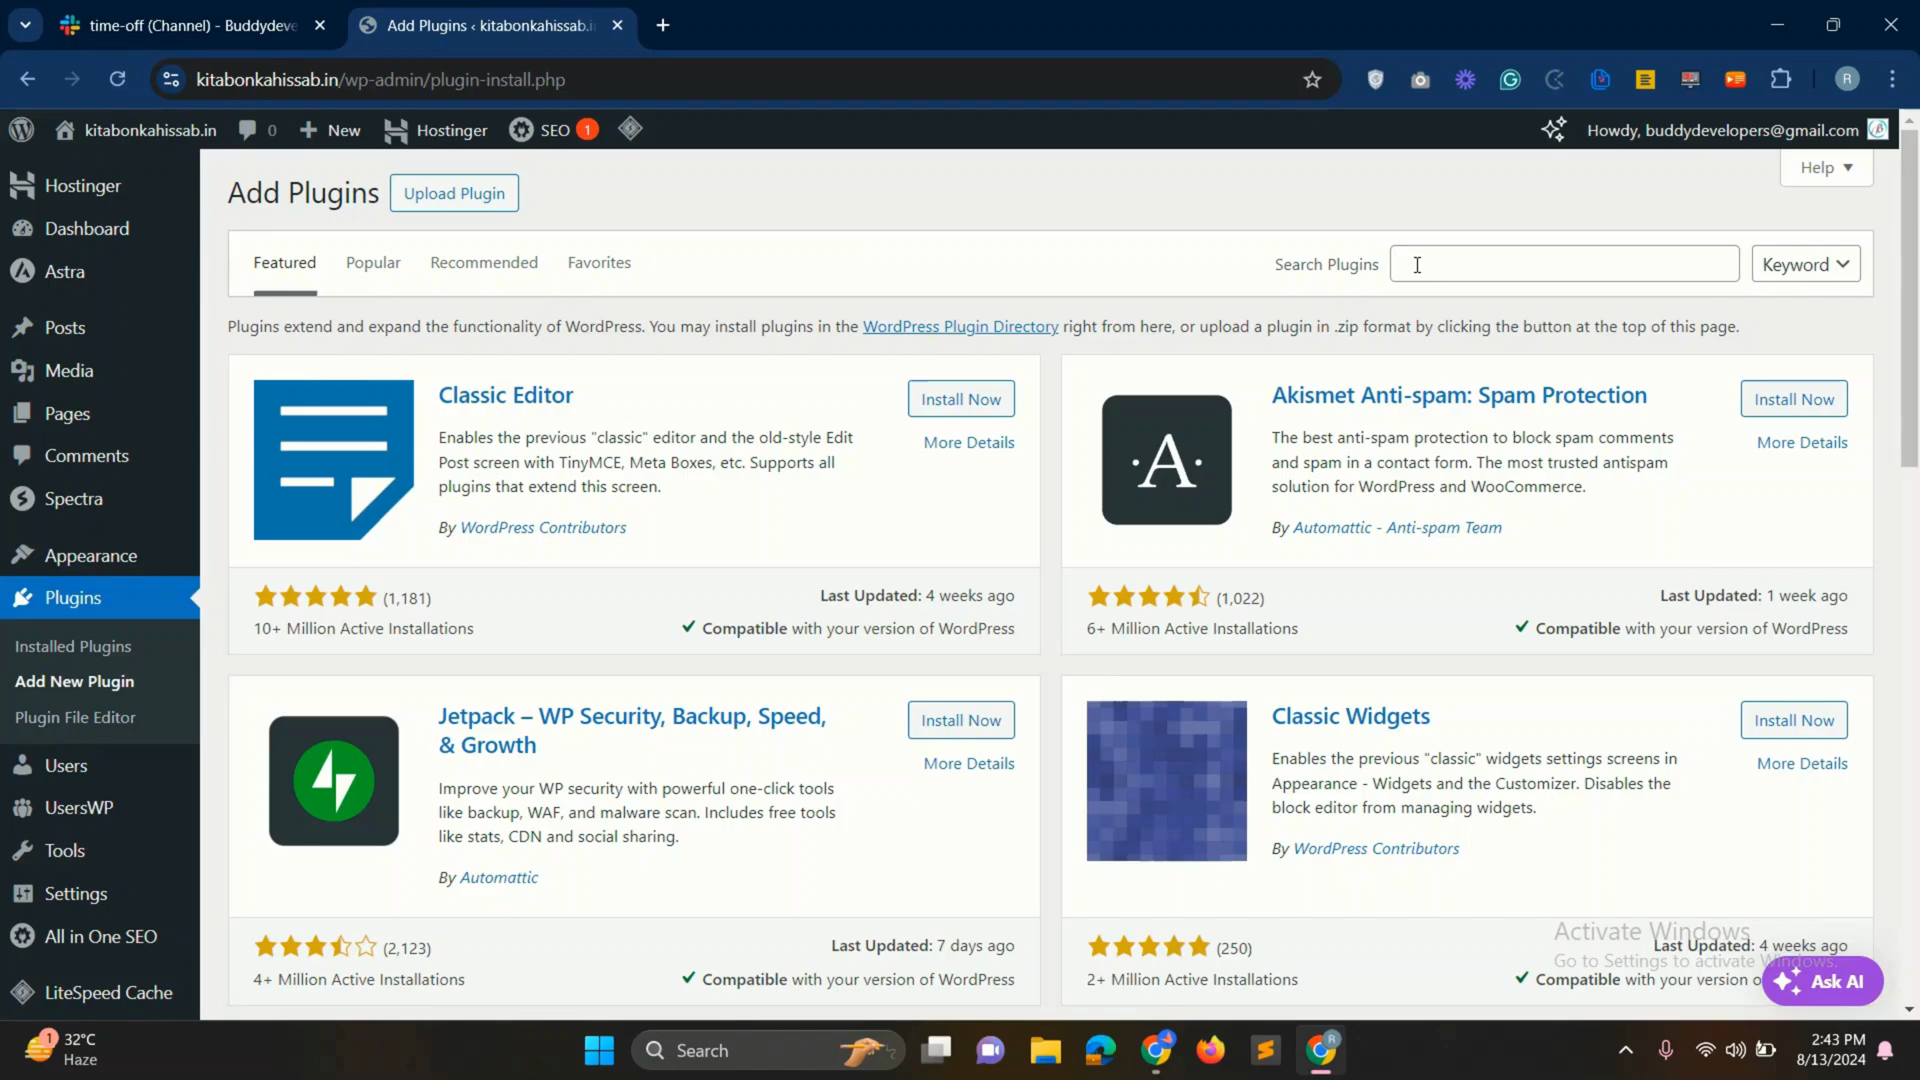 time-off (Channel) - Buddydeve
Add Plugins ‹ kitabonkahissab.i
kitabonkahissab.in/wp-admin/plugin-install.php
R
kitabonkahissab.in
0
New
Hostinger
SEO 1
Howdy, buddydevelopers@gmail.com
Hostinger
Dashboard
Astra
Posts
Media
Pages
Comments
Spectra
Appearance
Plugins
Installed Plugins
Add New Plugin
Plugin File Editor
Users
UsersWP
Tools
Settings
All in One SEO
LiteSpeed Cache
Help
Add Plugins
Upload Plugin
Featured
Popular
Recommended
Favorites
Search Plugins
Keyword
Plugins extend and expand the functionality of WordPress. You may install plugins in the WordPress Plugin Directory right from here, or upload a plugin in .zip format by clicking the button at the top of this page.
Classic Editor
Install Now
More Details
Enables the previous "classic" editor and the old-style Edit
Post screen with TinyMCE, Meta Boxes, etc. Supports all
plugins that extend this screen.
By WordPress Contributors
(1,181)
Last Updated: 4 weeks ago
10+ Million Active Installations
Compatible with your version of WordPress
·A·
Akismet Anti-spam: Spam Protection
Install Now
More Details
The best anti-spam protection to block spam comments
and spam in a contact form. The most trusted antispam
solution for WordPress and WooCommerce.
By Automattic - Anti-spam Team
(1,022)
Last Updated: 1 week ago
6+ Million Active Installations
Compatible with your version of WordPress
Jetpack – WP Security, Backup, Speed,
& Growth
Install Now
More Details
Improve your WP security with powerful one-click tools
like backup, WAF, and malware scan. Includes free tools
like stats, CDN and social sharing.
By Automattic
(2,123)
Last Updated: 7 days ago
4+ Million Active Installations
Compatible with your version of WordPress
Classic Widgets
Install Now
More Details
Enables the previous "classic" widgets settings screens in
Appearance - Widgets and the Customizer. Disables the
block editor from managing widgets.
By WordPress Contributors
(250)
Last Updated: 4 weeks ago
2+ Million Active Installations
Compatible with your version o
Activate Windows
Go to Settings to activate Windows.
Ask AI
1
32°C
Haze
Search
R
2:43 PM
8/13/2024